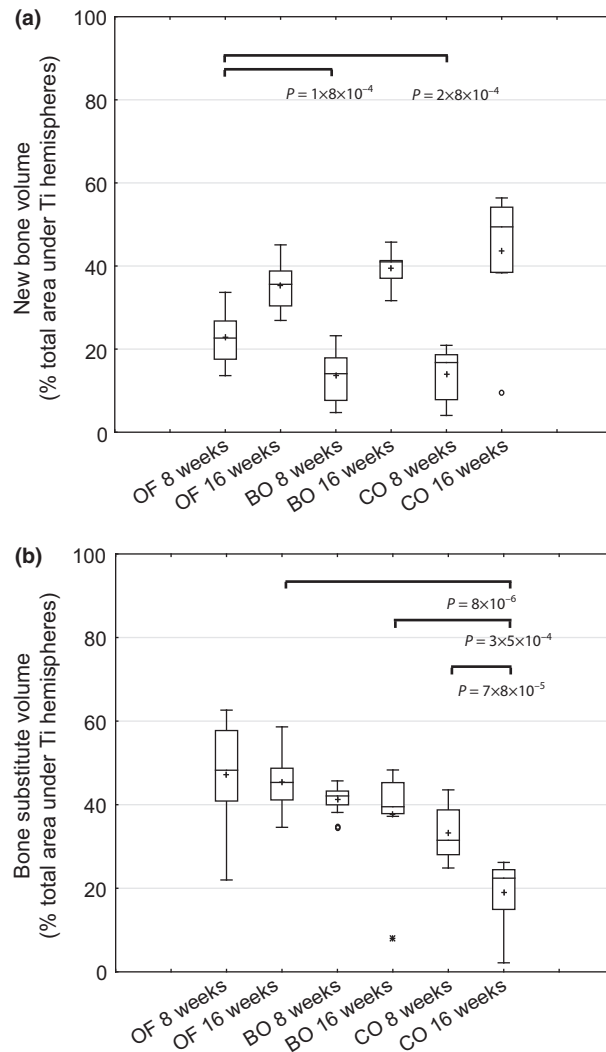 (a)
100
80
60
40
20
0
New bone volume
(% total area under Ti hemispheres)
P = 1×8×10⁻⁴
P = 2×8×10⁻⁴
OF 8 weeks
OF 16 weeks
BO 8 weeks
BO 16 weeks
CO 8 weeks
CO 16 weeks
(b)
100
80
60
40
20
0
Bone substitute volume
(% total area under Ti hemispheres)
P = 8×10⁻⁶
P = 3×5×10⁻⁴
P = 7×8×10⁻⁵
OF 8 weeks
OF 16 weeks
BO 8 weeks
BO 16 weeks
CO 8 weeks
CO 16 weeks